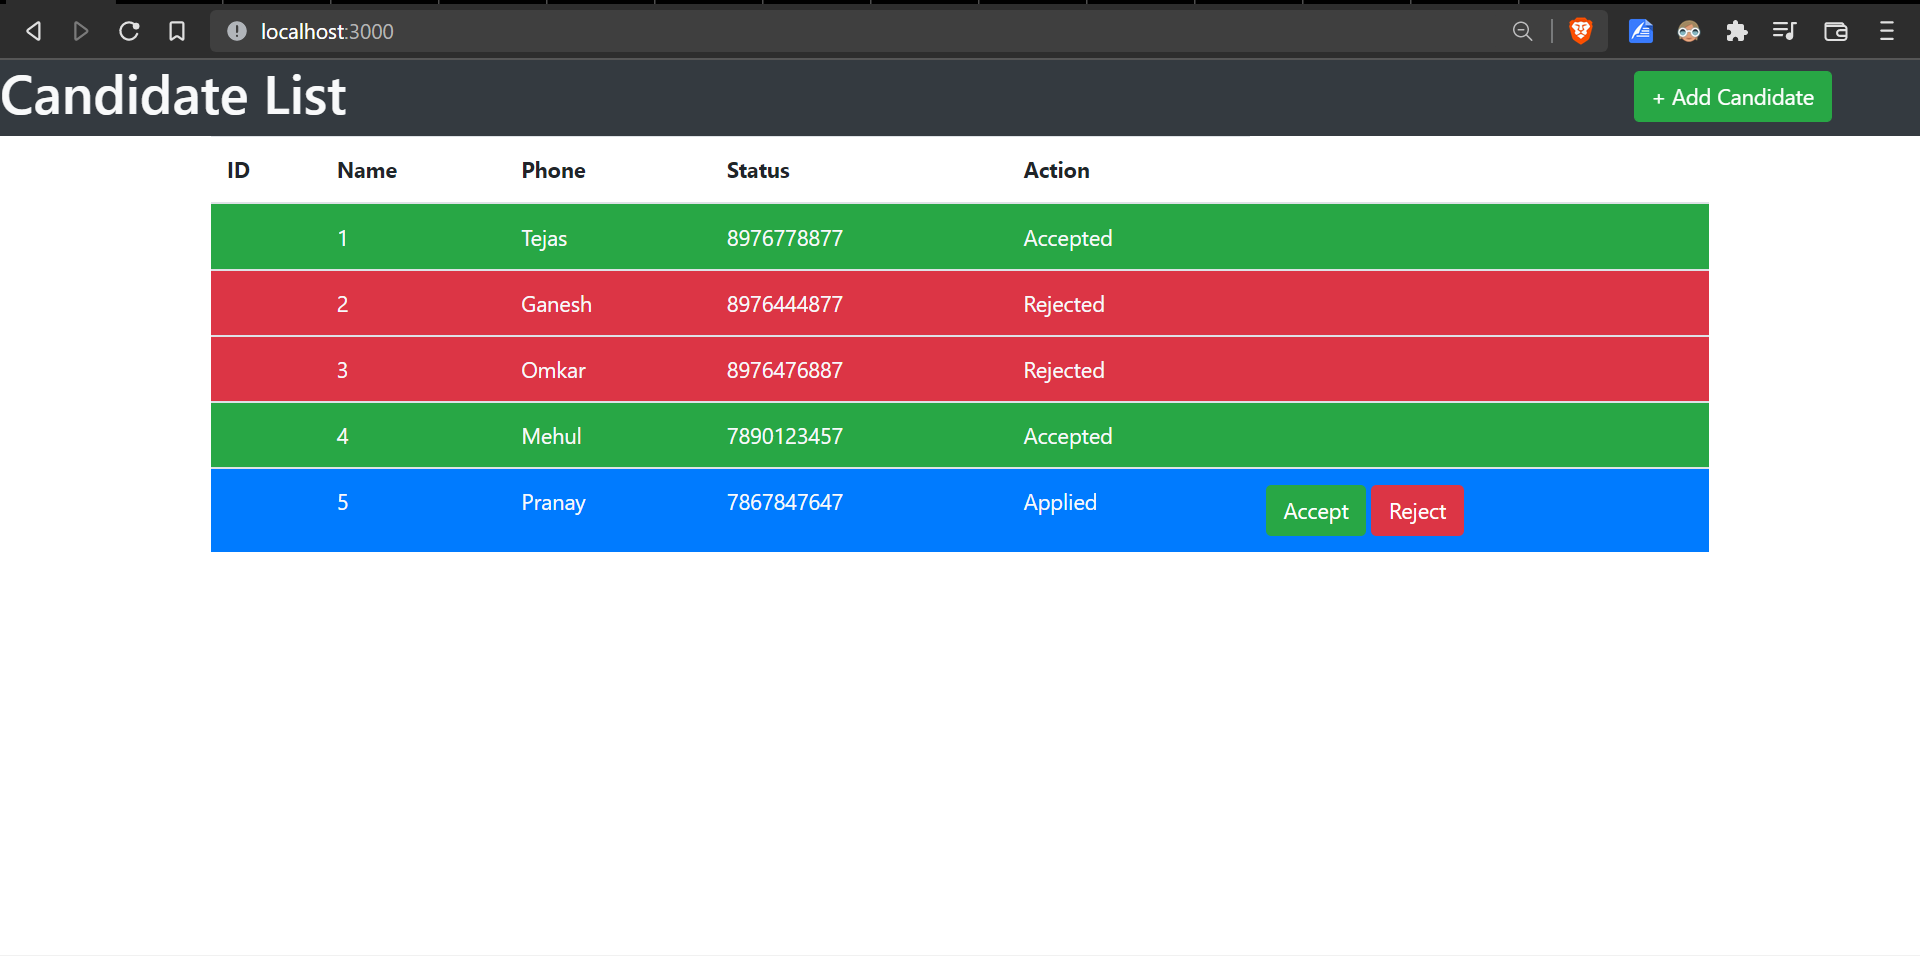 localhost:3000
Candidate List + Add Candidate
ID Name Phone Status Action
1 Tejas 8976778877 Accepted
2 Ganesh 8976444877 Rejected
3 Omkar 8976476887 Rejected
4 Mehul 7890123457 Accepted
5 Pranay 7867847647 Applied Accept Reject